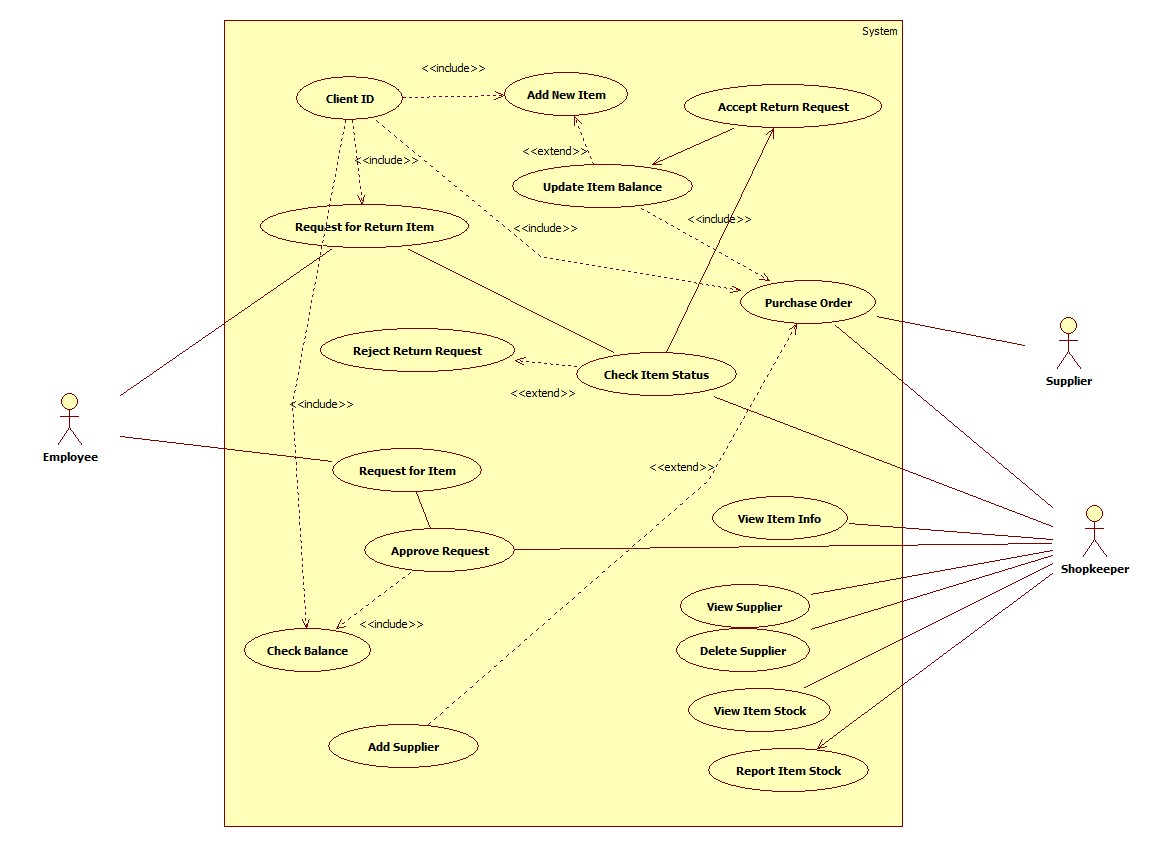 System
<<include>>
Client ID
Add New Item
Accept Return Request
<<extend>>
<<include>>
Update Item Balance
Request for Return Item
<<include>>
<<include>>
Purchase Order
Reject Return Request
Check Item Status
Supplier
<<extend>>
<<include>>
Employee
Request for Item
<<extend>>
View Item Info
Approve Request
Shopkeeper
View Supplier
<<include>>
Check Balance
Delete Supplier
View Item Stock
Add Supplier
Report Item Stock